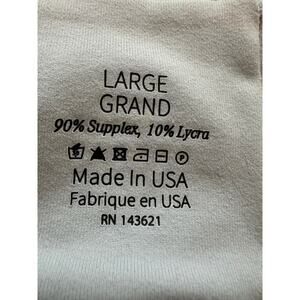 LARGE
GRAND
90% Supplex, 10% Lycra
Made In USA
Fabrique en USA
RN 143621